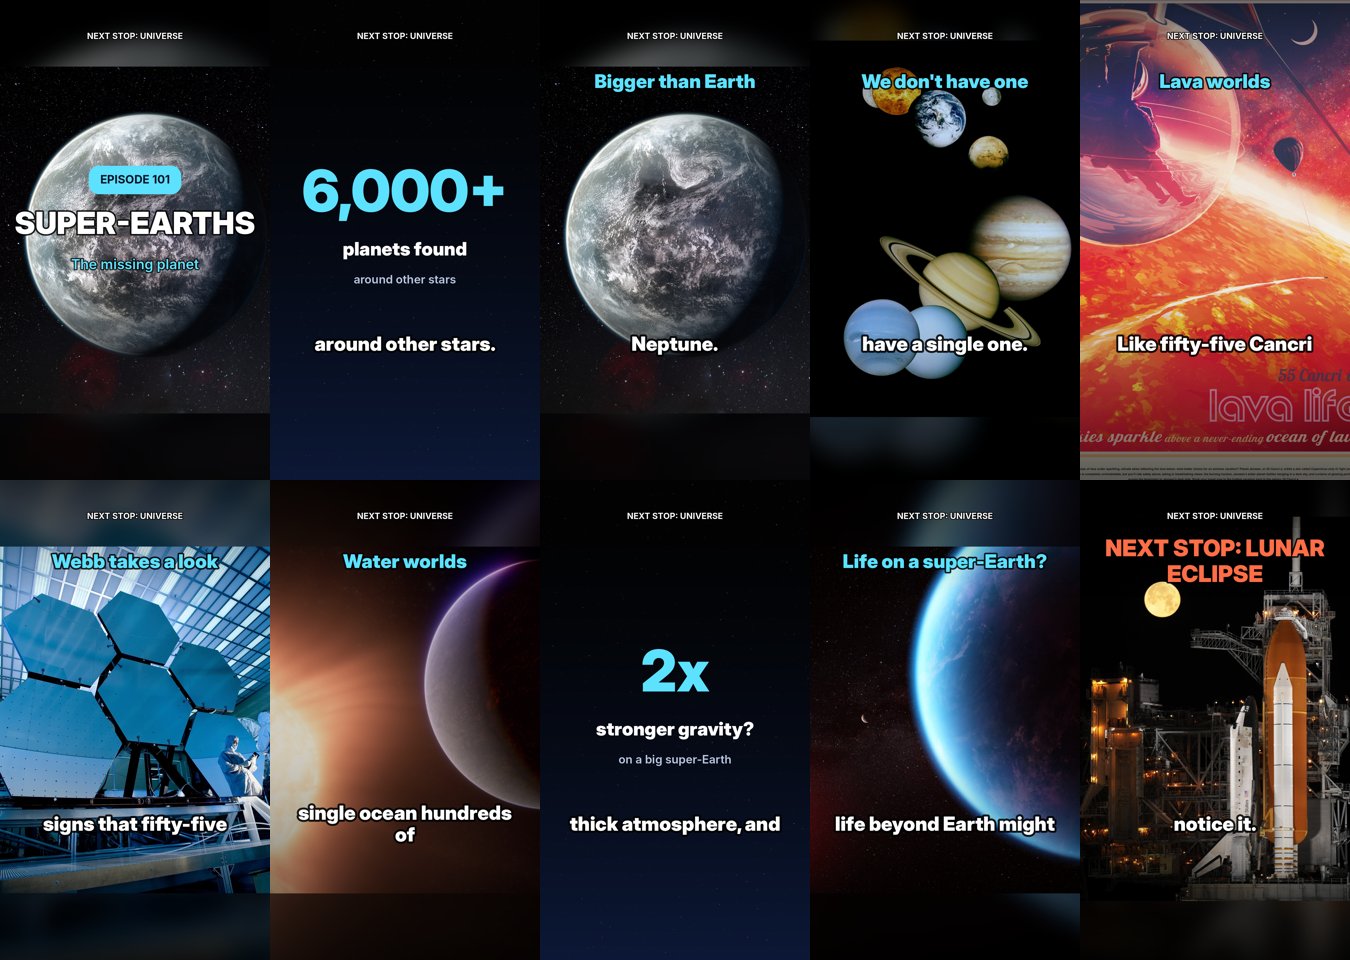 NEXT STOP: UNIVERSE
EPISODE 101
SUPER-EARTHS
The missing planet
NEXT STOP: UNIVERSE
6,000+
planets found
around other stars
around other stars.
NEXT STOP: UNIVERSE
Bigger than Earth
Neptune.
NEXT STOP: UNIVERSE
We don't have one
have a single one.
NEXT STOP: UNIVERSE
Lava worlds
Like fifty-five Cancri
55 Cancri
lava life
skies sparkle above a never-ending ocean of lava
NEXT STOP: UNIVERSE
Webb takes a look
signs that fifty-five
NEXT STOP: UNIVERSE
Water worlds
single ocean hundreds
of
NEXT STOP: UNIVERSE
2x
stronger gravity?
on a big super-Earth
thick atmosphere, and
NEXT STOP: UNIVERSE
Life on a super-Earth?
life beyond Earth might
NEXT STOP: UNIVERSE
NEXT STOP: LUNAR
ECLIPSE
notice it.